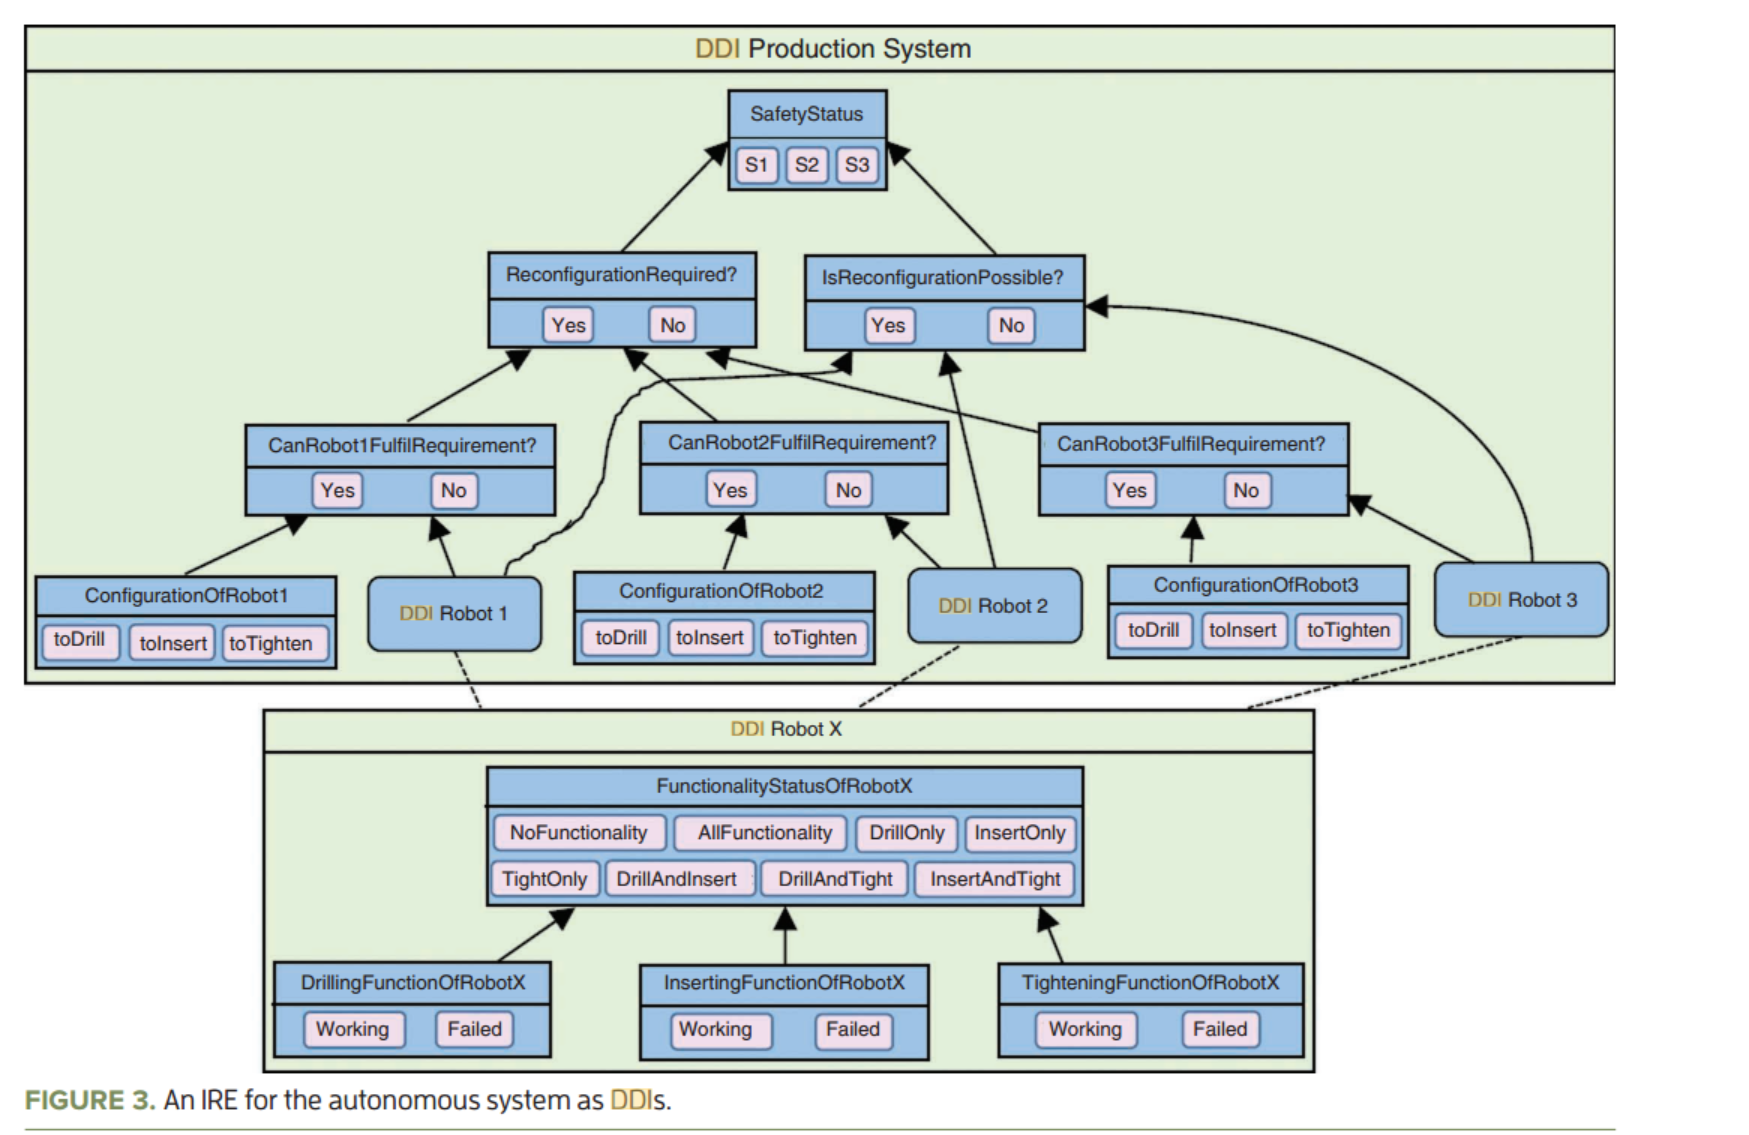 DDI Production System
SafetyStatus
S1 S2 S3
ReconfigurationRequired?
Yes No
IsReconfigurationPossible?
Yes No
CanRobot1FulfilRequirement?
Yes No
CanRobot2FulfilRequirement?
Yes No
CanRobot3FulfilRequirement?
Yes No
ConfigurationOfRobot1
toDrill toInsert toTighten
DDI Robot 1
ConfigurationOfRobot2
toDrill toInsert toTighten
DDI Robot 2
ConfigurationOfRobot3
toDrill toInsert toTighten
DDI Robot 3
DDI Robot X
FunctionalityStatusOfRobotX
NoFunctionality AllFunctionality DrillOnly InsertOnly
TightOnly DrillAndInsert DrillAndTight InsertAndTight
DrillingFunctionOfRobotX
Working Failed
InsertingFunctionOfRobotX
Working Failed
TighteningFunctionOfRobotX
Working Failed
FIGURE 3. An IRE for the autonomous system as DDIs.